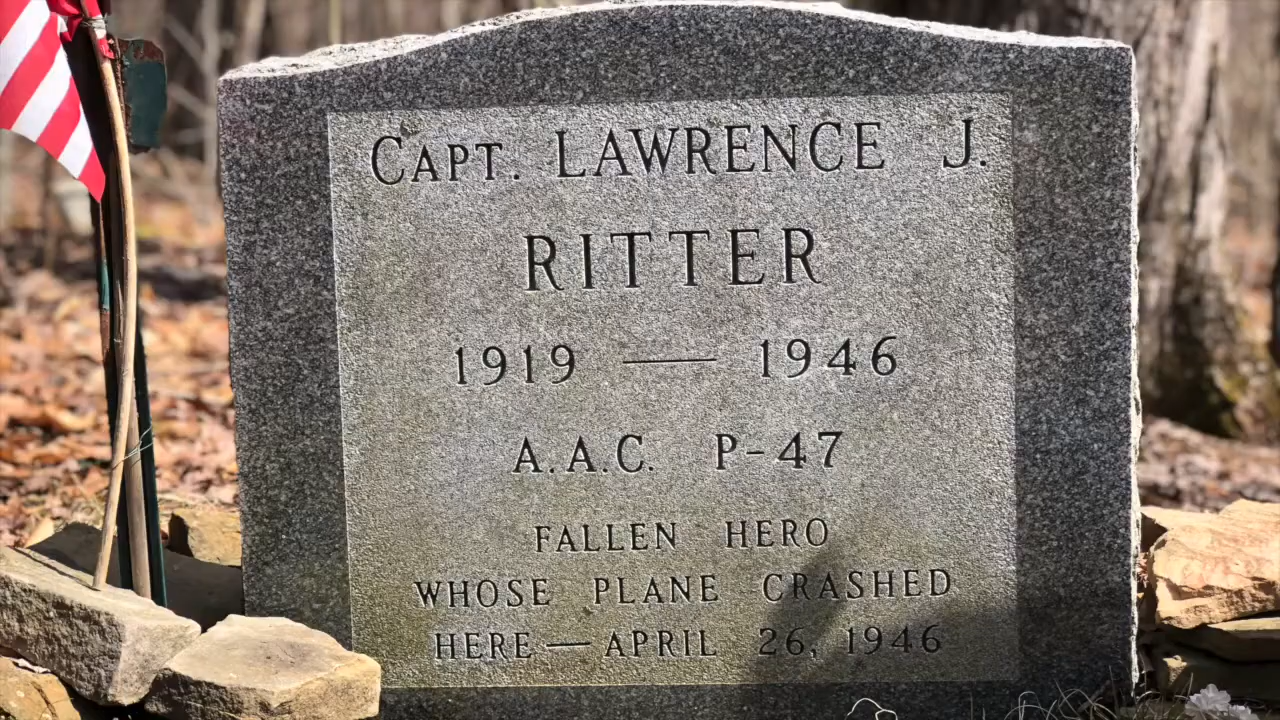 CAPT. LAWRENCE J.
RITTER
1919 — 1946
A.A.C. P-47
FALLEN HERO
WHOSE PLANE CRASHED
HERE — APRIL 26, 1946